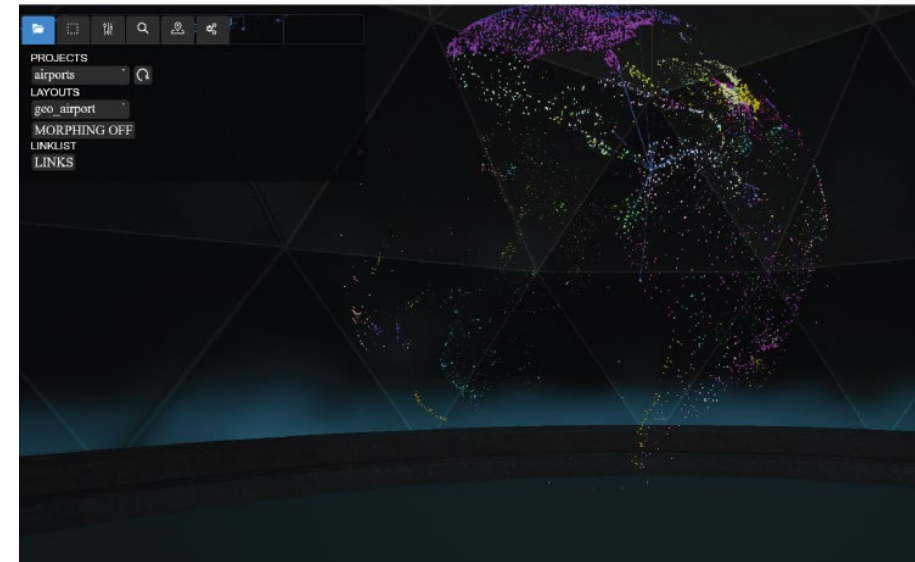 PROJECTS
airports
LAYOUTS
geo_airport
MORPHING OFF
LINKLIST
LINKS